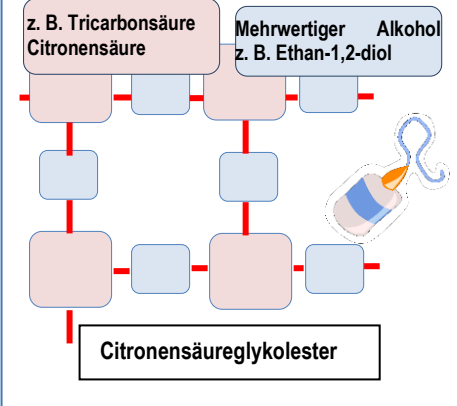 z. B. Tricarbonsäure
Citronensäure
Mehrwertiger Alkohol
z. B. Ethan-1,2-diol
Citronensäureglykolester